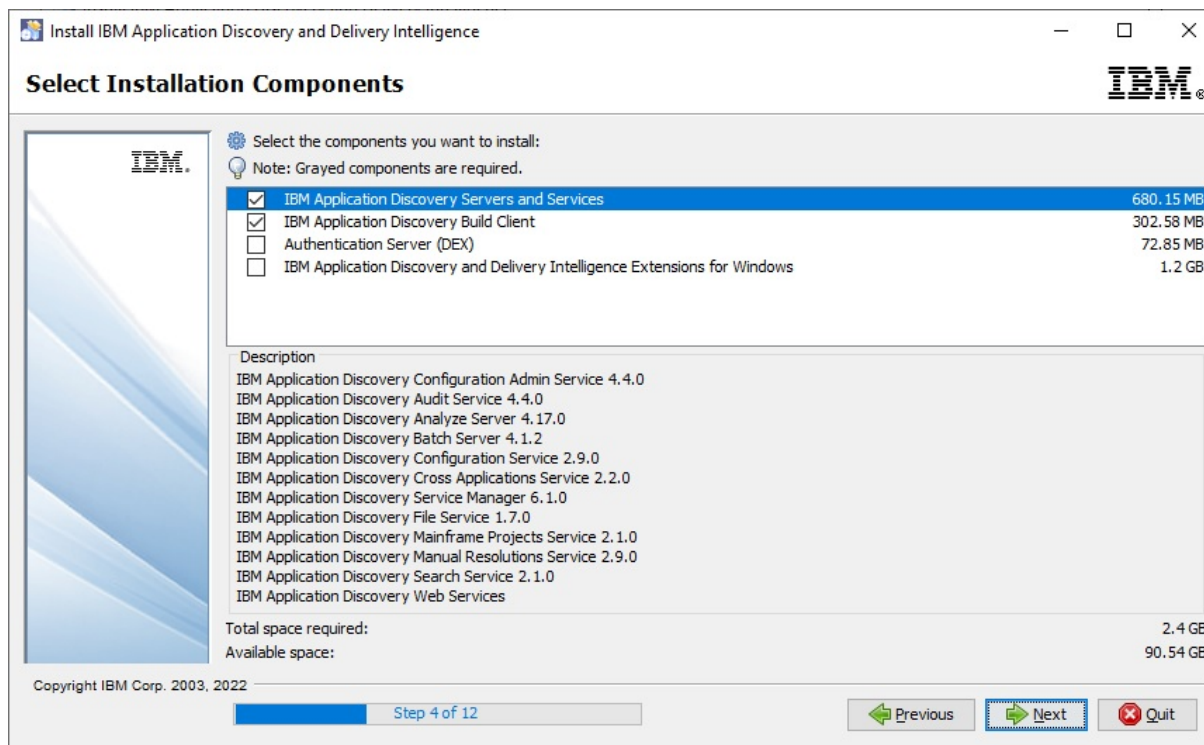 Install IBM Application Discovery and Delivery Intelligence
Select Installation Components
IBM®
IBM®
Select the components you want to install:
Note: Grayed components are required.
IBM Application Discovery Servers and Services 680.15 MB
IBM Application Discovery Build Client 302.58 MB
Authentication Server (DEX) 72.85 MB
IBM Application Discovery and Delivery Intelligence Extensions for Windows 1.2 GB
Description
IBM Application Discovery Configuration Admin Service 4.4.0
IBM Application Discovery Audit Service 4.4.0
IBM Application Discovery Analyze Server 4.17.0
IBM Application Discovery Batch Server 4.1.2
IBM Application Discovery Configuration Service 2.9.0
IBM Application Discovery Cross Applications Service 2.2.0
IBM Application Discovery Service Manager 6.1.0
IBM Application Discovery File Service 1.7.0
IBM Application Discovery Mainframe Projects Service 2.1.0
IBM Application Discovery Manual Resolutions Service 2.9.0
IBM Application Discovery Search Service 2.1.0
IBM Application Discovery Web Services
Total space required: 2.4 GB
Available space: 90.54 GB
Copyright IBM Corp. 2003, 2022
Step 4 of 12
Previous Next Quit